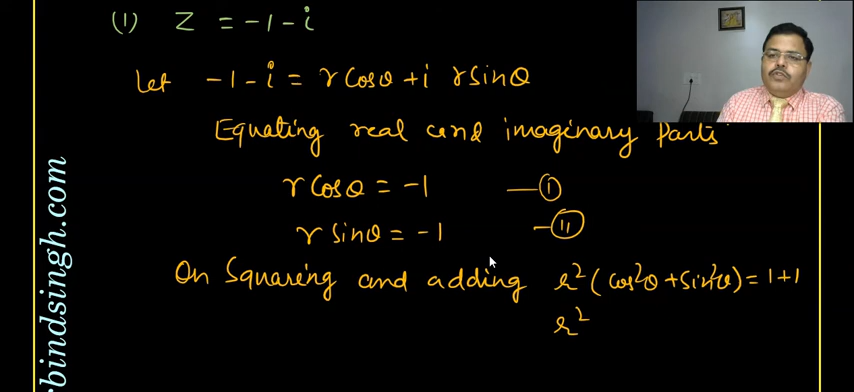 (1) Z = -1 - i
Let -1 - i = r cosθ + i r sinθ
Equating real and imaginary parts
r cosθ = -1 —(i)
r sinθ = -1 —(ii)
On Squaring and adding r²(cos²θ + sin²θ) = 1+1
r²
rbindsingh.com